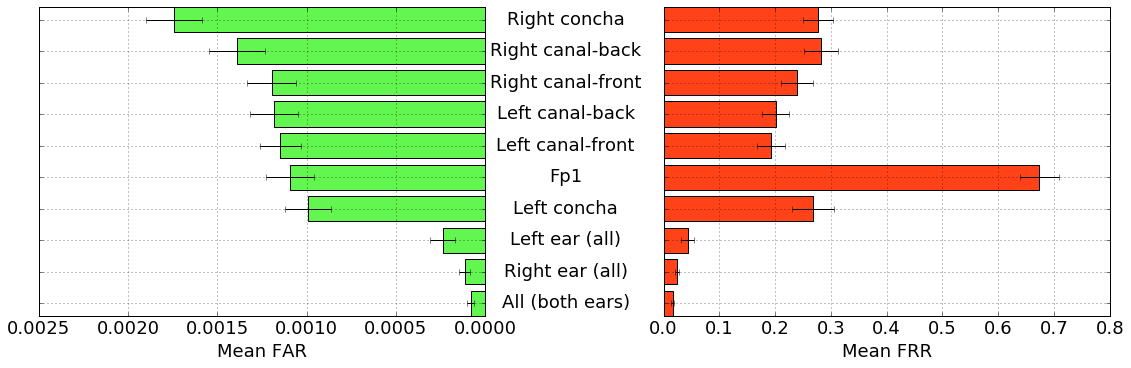 Right concha
Right canal-back
Right canal-front
Left canal-back
Left canal-front
Fp1
Left concha
Left ear (all)
Right ear (all)
All (both ears)
0.0025 0.0020 0.0015 0.0010 0.0005 0.0000
0.0 0.1 0.2 0.3 0.4 0.5 0.6 0.7 0.8
Mean FAR
Mean FRR